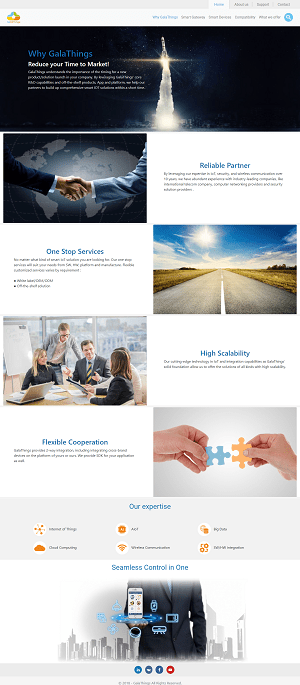 Home
About us
Support
Contact
Why GalaThings
Smart Gateway
Smart Devices
Compatibility
What we offer
Why GalaThings
Reduce your Time to Market!
GalaThings understands the importance of the timing for a new
product/solution launch in your company. By leveraging GalaThings' core
R&D capabilities and off the shelf products, App and platform, we help our
partners to build up comprehensive smart IOT solutions within a short time.
Reliable Partner
By leveraging our expertise in IoT, security, and wireless communication over
10 years, we have abundant experience with industry leading companies, like
international telecom company, computer networking providers and security
solution providers.
One Stop Services
No matter what kind of smart IoT solution you are looking for. Our one stop
services will suit your needs from SW, HW, platform and manufacture. Flexible
customized services varies by requirement :
● White label/OEM/ODM
● Off-the-shelf solution
High Scalability
Our cutting-edge technology in IoT and integration capabilities as GalaThings'
solid foundation allow us to offer the solutions of all kinds with high scalability.
Flexible Cooperation
GalaThings provides 2-way integration, including integrating cross-brand
devices on the platform of yours or ours. We provide SDK for your application
as well.
Our expertise
Internet of Things
AIoT
Big Data
Cloud Computing
Wireless Communication
SW/HW Integration
Seamless Control in One
© 2019 - GalaThings All Rights Reserved.